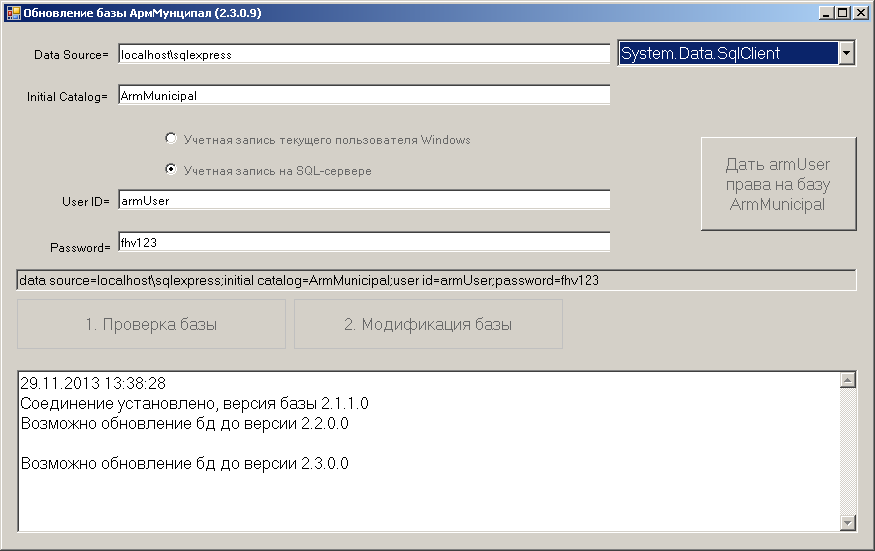 Обновление базы АрмМунципал (2.3.0.9)
Data Source=
localhost\sqlexpress
System.Data.SqlClient
Initial Catalog=
ArmMunicipal
Учетная запись текущего пользователя Windows
Учетная запись на SQL-сервере
Дать armUser
права на базу
ArmMunicipal
User ID=
armUser
Password=
fhv123
data source=localhost\sqlexpress;initial catalog=ArmMunicipal;user id=armUser;password=fhv123
1. Проверка базы
2. Модификация базы
29.11.2013 13:38:28
Соединение установлено, версия базы 2.1.1.0
Возможно обновление бд до версии 2.2.0.0
Возможно обновление бд до версии 2.3.0.0